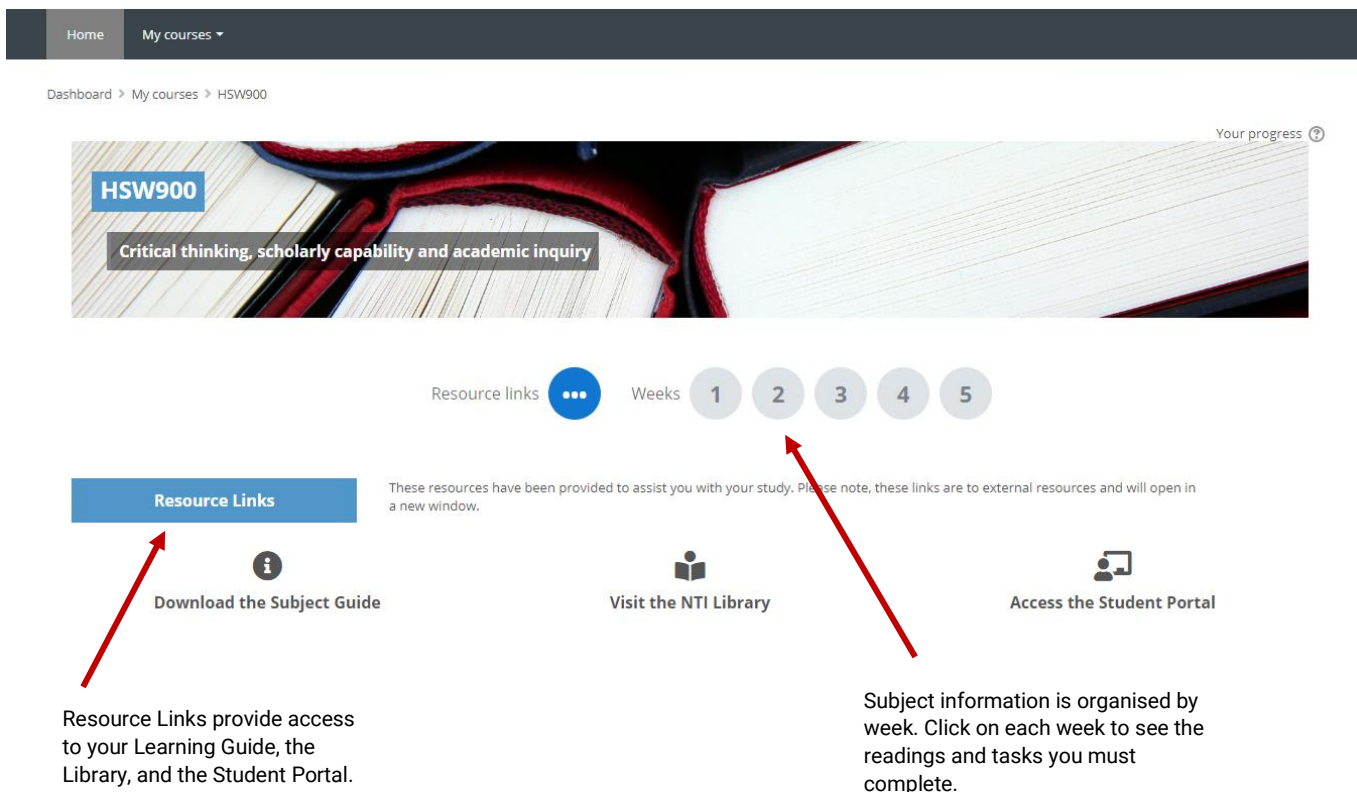 Home My courses
Dashboard > My courses > HSW900
Your progress ?
HSW900
Critical thinking, scholarly capability and academic inquiry
Resource links ••• Weeks 1 2 3 4 5
Resource Links
These resources have been provided to assist you with your study. Please note, these links are to external resources and will open in
a new window.
Download the Subject Guide
Visit the NTI Library
Access the Student Portal
Resource Links provide access
to your Learning Guide, the
Library, and the Student Portal.
Subject information is organised by
week. Click on each week to see the
readings and tasks you must
complete.